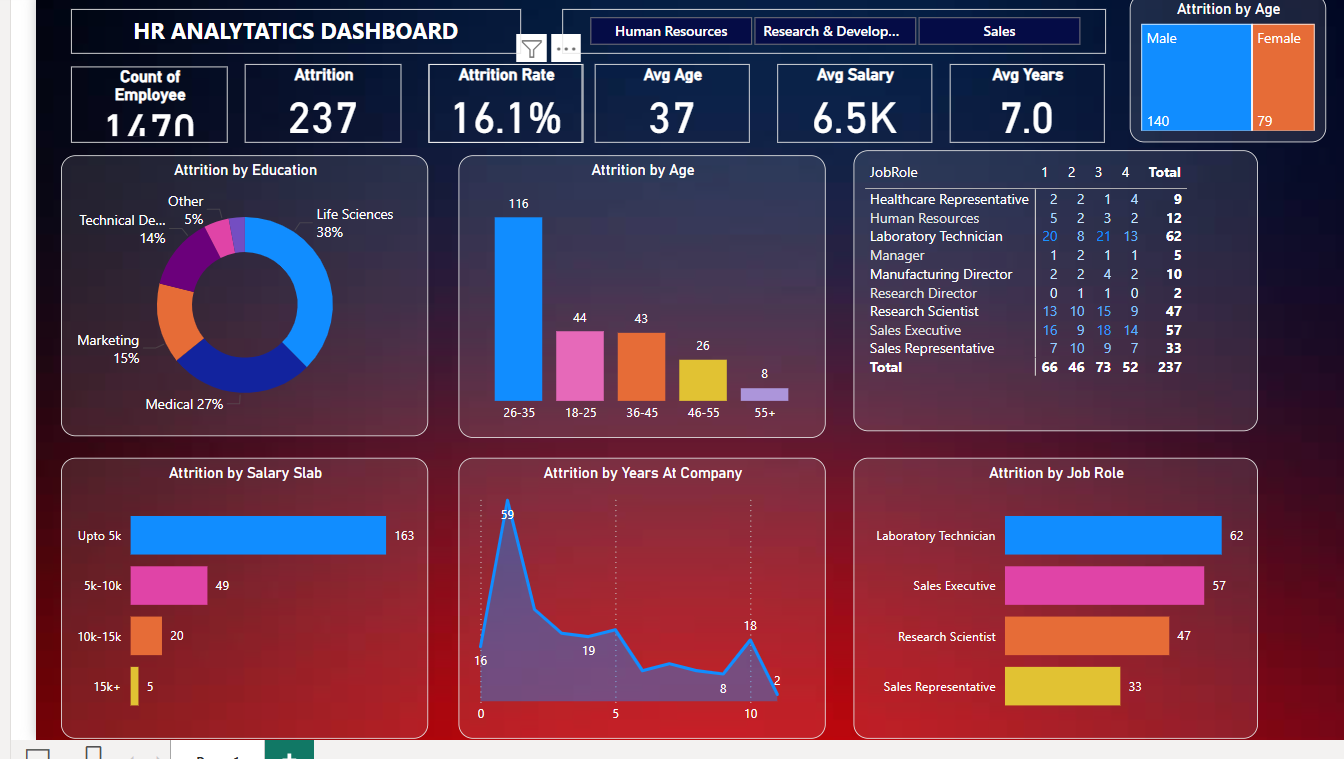 HR ANALYTATICS DASHBOARD
Human Resources
Research & Develop...
Sales
Attrition by Age
Male
Female
140
79
Count of
Employee
1470
Attrition
237
Attrition Rate
16.1%
Avg Age
37
Avg Salary
6.5K
Avg Years
7.0
Attrition by Education
Other
5%
Life Sciences
38%
Technical De...
14%
Marketing
15%
Medical 27%
Attrition by Age
116
44
43
26
8
26-35
18-25
36-45
46-55
55+
JobRole 1 2 3 4 Total
Healthcare Representative 2 2 1 4 9
Human Resources 5 2 3 2 12
Laboratory Technician 20 8 21 13 62
Manager 1 2 1 1 5
Manufacturing Director 2 2 4 2 10
Research Director 0 1 1 0 2
Research Scientist 13 10 15 9 47
Sales Executive 16 9 18 14 57
Sales Representative 7 10 9 7 33
Total 66 46 73 52 237
Attrition by Salary Slab
Upto 5k 163
5k-10k 49
10k-15k 20
15k+ 5
Attrition by Years At Company
59
16
19
18
8
2
0
5
10
Attrition by Job Role
Laboratory Technician 62
Sales Executive 57
Research Scientist 47
Sales Representative 33